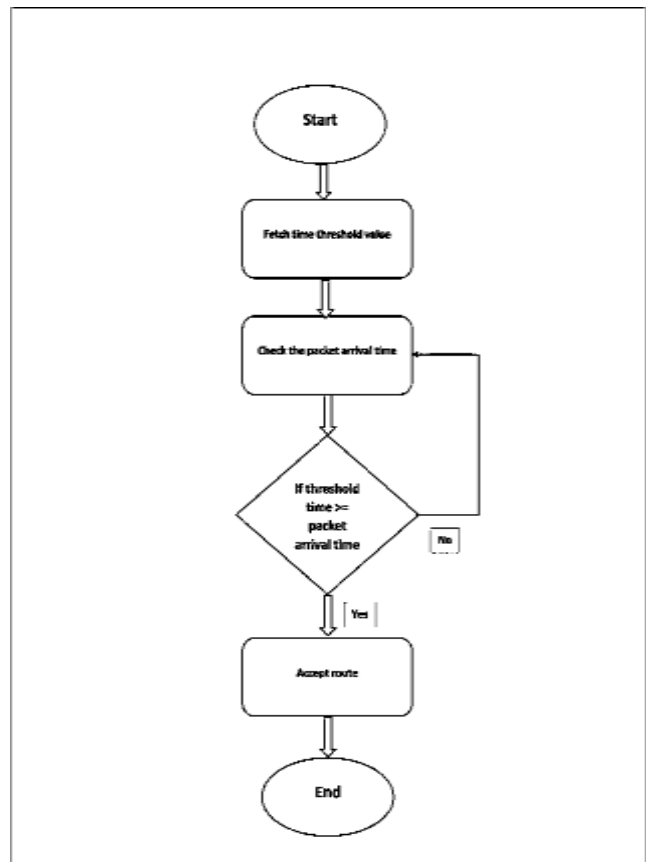 Start
Fetch time threshold value
Check the packet arrival time
If threshold
time >=
packet
arrival time
No
Yes
Accept route
End